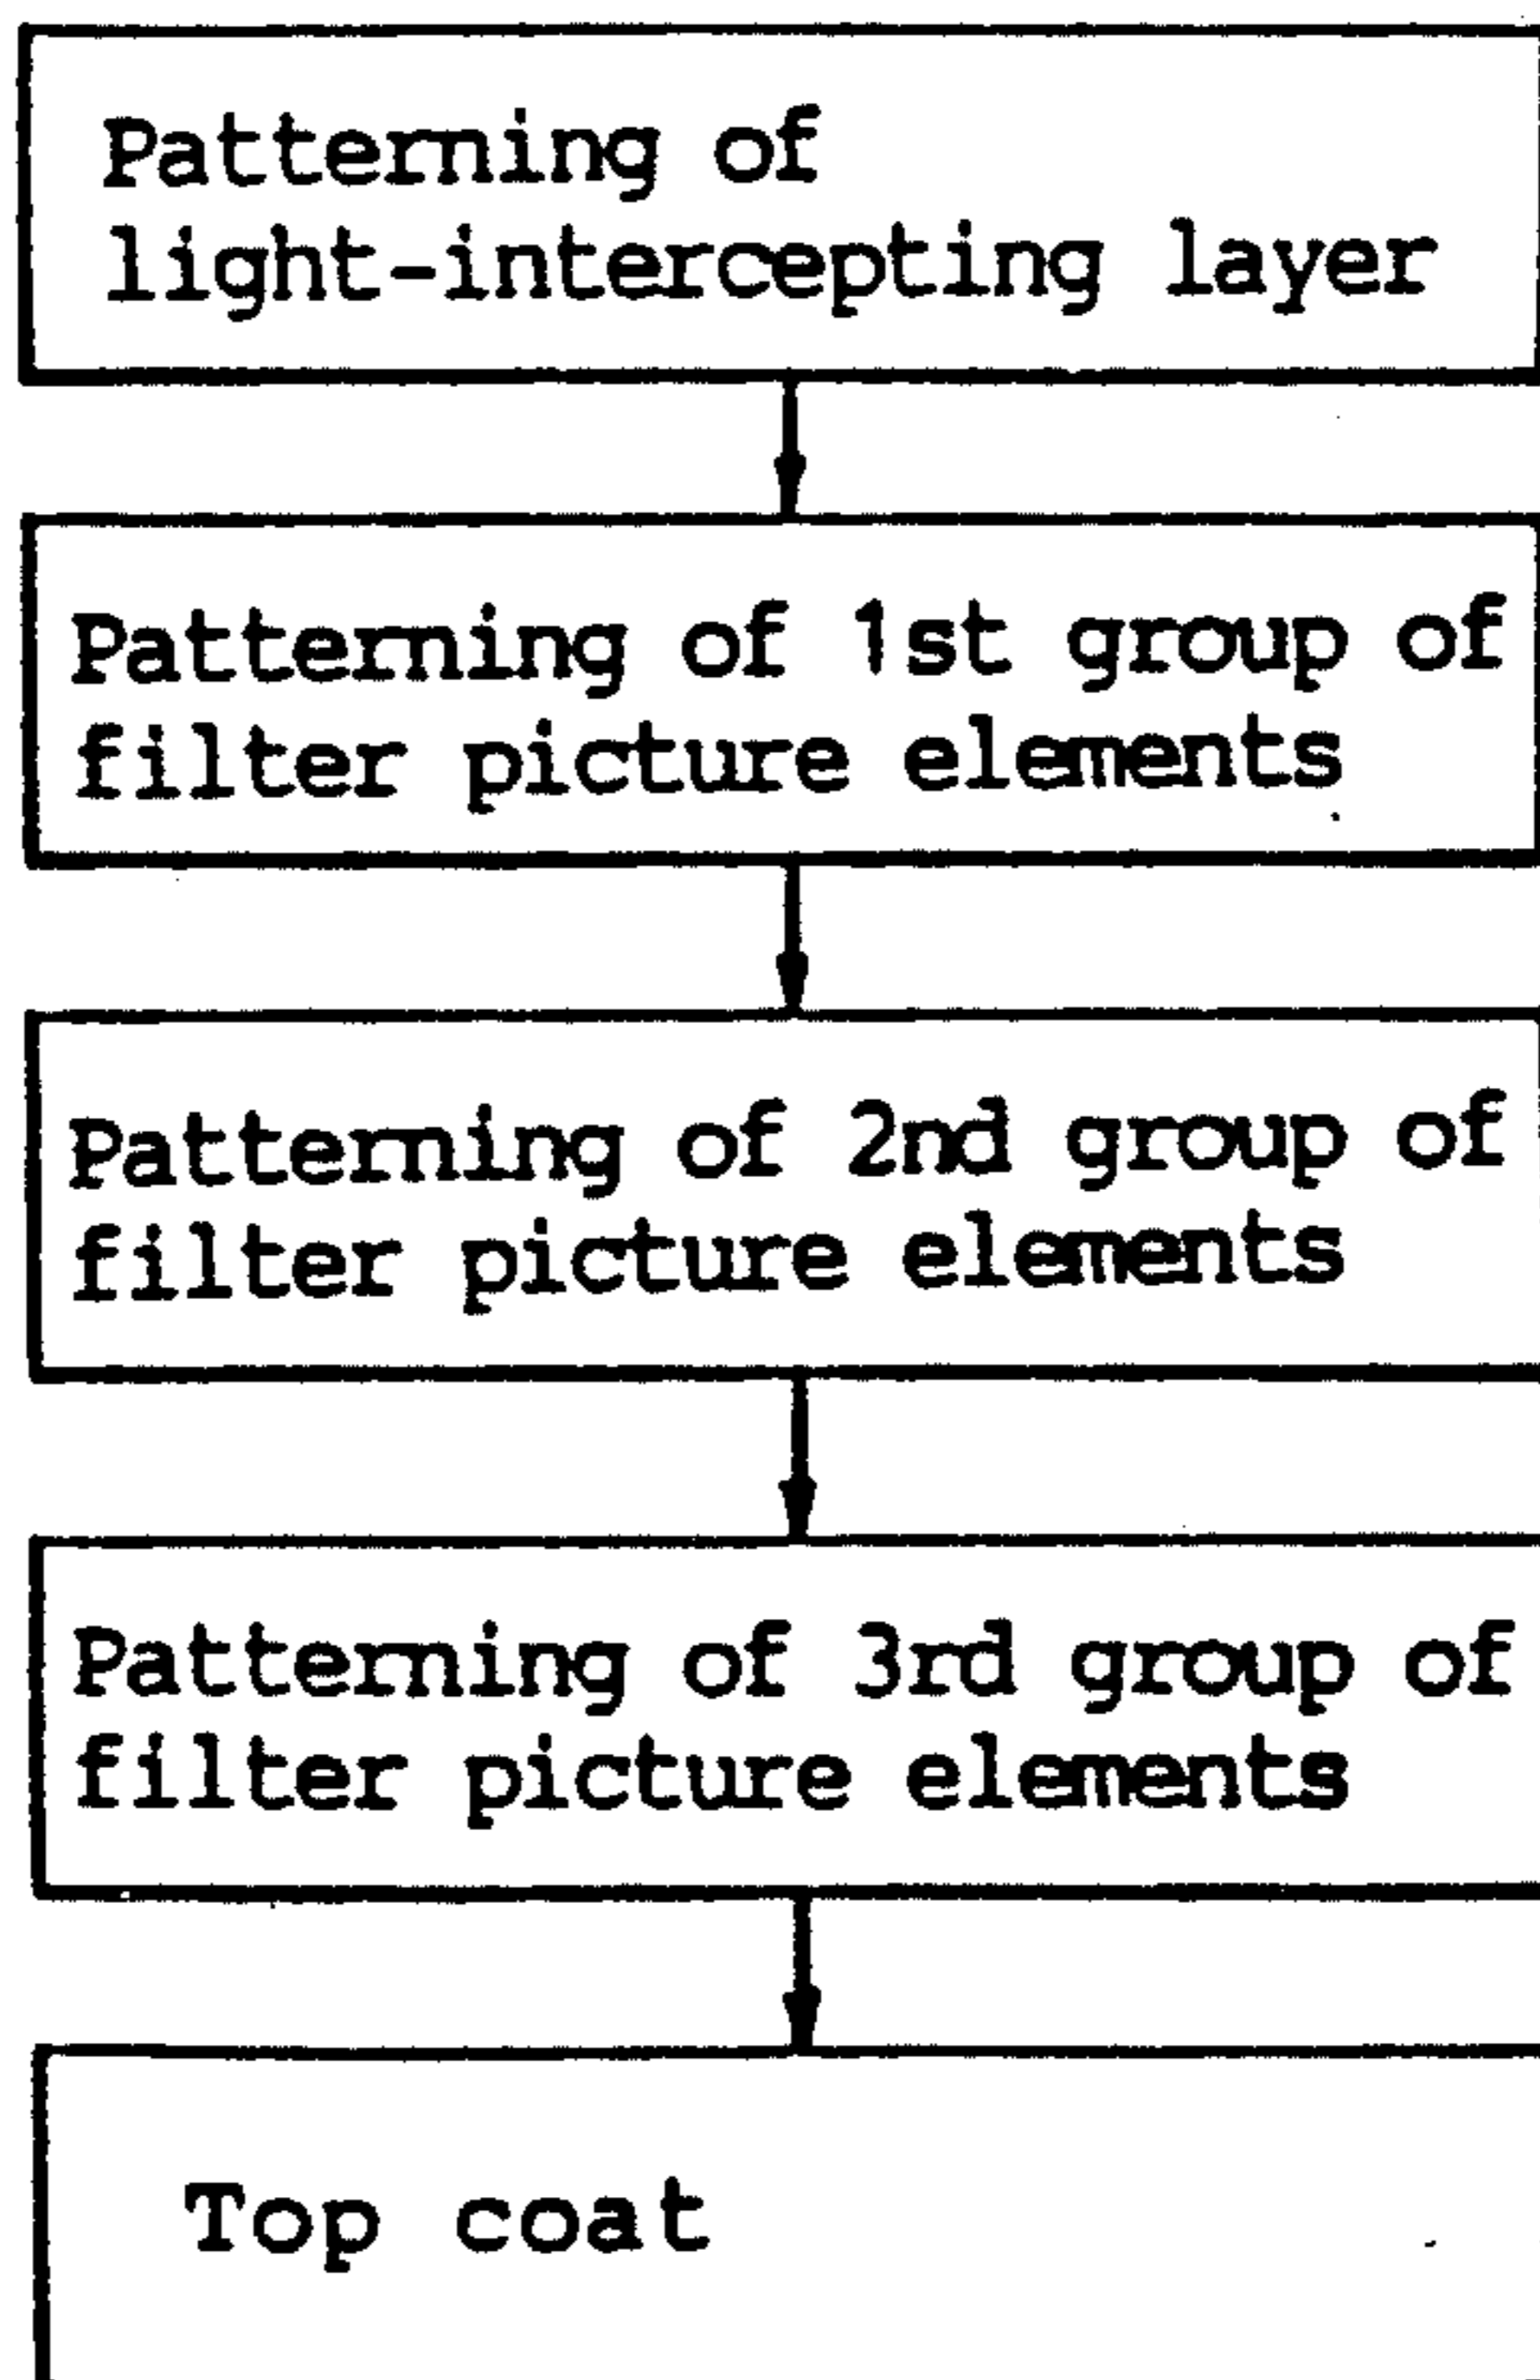 Patterning of
light-intercepting layer
Patterning of 1st group of
filter picture elements
Patterning of 2nd group of
filter picture elements
Patterning of 3rd group of
filter picture elements
Top coat